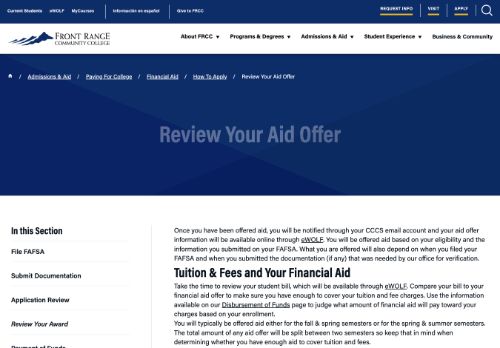 Current Students eWOLF MyCourses Información en español Give to FRCC REQUEST INFO VISIT APPLY
FRONT RANGE
COMMUNITY COLLEGE
About FRCC Programs & Degrees Admissions & Aid Student Experience Business & Community
/ Admissions & Aid / Paying For College / Financial Aid / How To Apply / Review Your Aid Offer
Review Your Aid Offer
In this Section
File FAFSA
Submit Documentation
Application Review
Review Your Award
Payment of Funds
Once you have been offered aid, you will be notified through your CCCS email account and your aid offer
information will be available online through eWOLF. You will be offered aid based on your eligibility and the
information you submitted on your FAFSA. What you are offered will also depend on when you filed your
FAFSA and when you submitted the documentation (if any) that was needed by our office for verification.
Tuition & Fees and Your Financial Aid
Take the time to review your student bill, which will be available through eWOLF. Compare your bill to your
financial aid offer to make sure you have enough to cover your tuition and fee charges. Use the information
available on our Disbursement of Funds page to judge what amount of financial aid will pay toward your
charges based on your enrollment.
You will typically be offered aid either for the fall & spring semesters or for the spring & summer semesters.
The total amount of any aid offer will be split between two semesters so keep that in mind when
determining whether you have enough aid to cover tuition and fees.